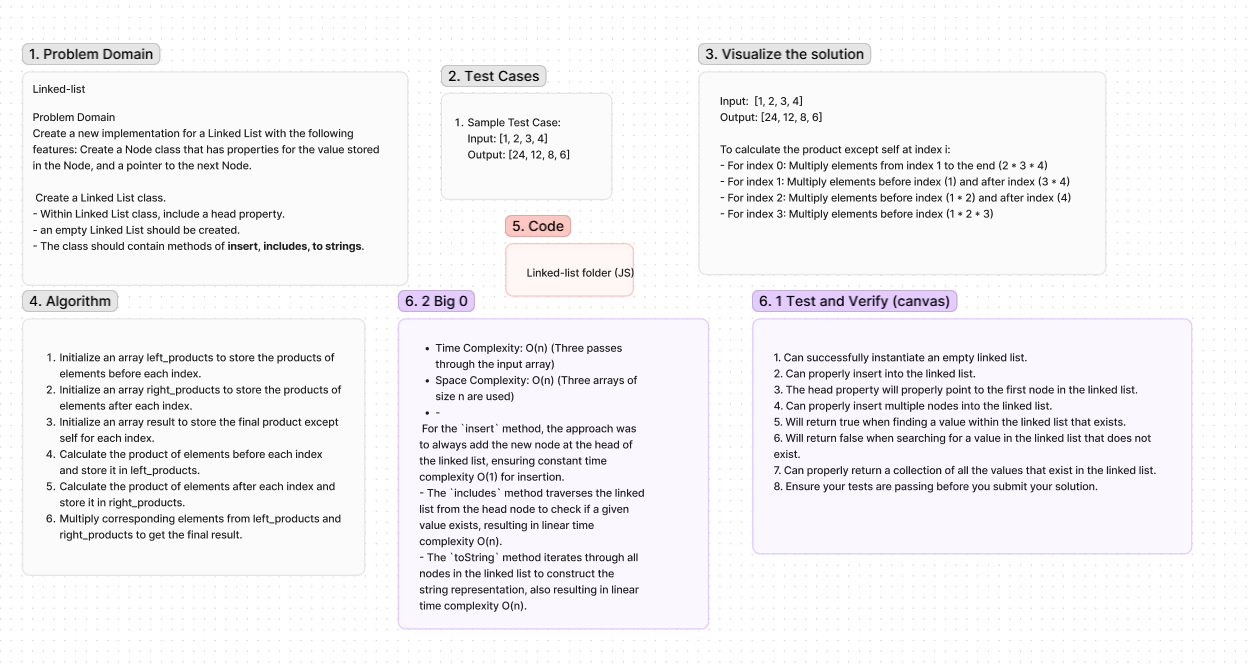 1. Problem Domain
Linked-list
Problem Domain
Create a new implementation for a Linked List with the following
features: Create a Node class that has properties for the value stored
in the Node, and a pointer to the next Node.
Create a Linked List class.
- Within Linked List class, include a head property.
- an empty Linked List should be created.
- The class should contain methods of insert, includes, to strings.
2. Test Cases
1. Sample Test Case:
Input: [1, 2, 3, 4]
Output: [24, 12, 8, 6]
3. Visualize the solution
Input: [1, 2, 3, 4]
Output: [24, 12, 8, 6]
To calculate the product except self at index i:
- For index 0: Multiply elements from index 1 to the end (2 * 3 * 4)
- For index 1: Multiply elements before index (1) and after index (3 * 4)
- For index 2: Multiply elements before index (1 * 2) and after index (4)
- For index 3: Multiply elements before index (1 * 2 * 3)
5. Code
Linked-list folder (JS)
4. Algorithm
1. Initialize an array left_products to store the products of
elements before each index.
2. Initialize an array right_products to store the products of
elements after each index.
3. Initialize an array result to store the final product except
self for each index.
4. Calculate the product of elements before each index
and store it in left_products.
5. Calculate the product of elements after each index and
store it in right_products.
6. Multiply corresponding elements from left_products and
right_products to get the final result.
6. 2 Big 0
• Time Complexity: O(n) (Three passes
through the input array)
• Space Complexity: O(n) (Three arrays of
size n are used)
• -
For the `insert` method, the approach was
to always add the new node at the head of
the linked list, ensuring constant time
complexity O(1) for insertion.
- The `includes` method traverses the linked
list from the head node to check if a given
value exists, resulting in linear time
complexity O(n).
- The `toString` method iterates through all
nodes in the linked list to construct the
string representation, also resulting in linear
time complexity O(n).
6. 1 Test and Verify (canvas)
1. Can successfully instantiate an empty linked list.
2. Can properly insert into the linked list.
3. The head property will properly point to the first node in the linked list.
4. Can properly insert multiple nodes into the linked list.
5. Will return true when finding a value within the linked list that exists.
6. Will return false when searching for a value in the linked list that does not
exist.
7. Can properly return a collection of all the values that exist in the linked list.
8. Ensure your tests are passing before you submit your solution.